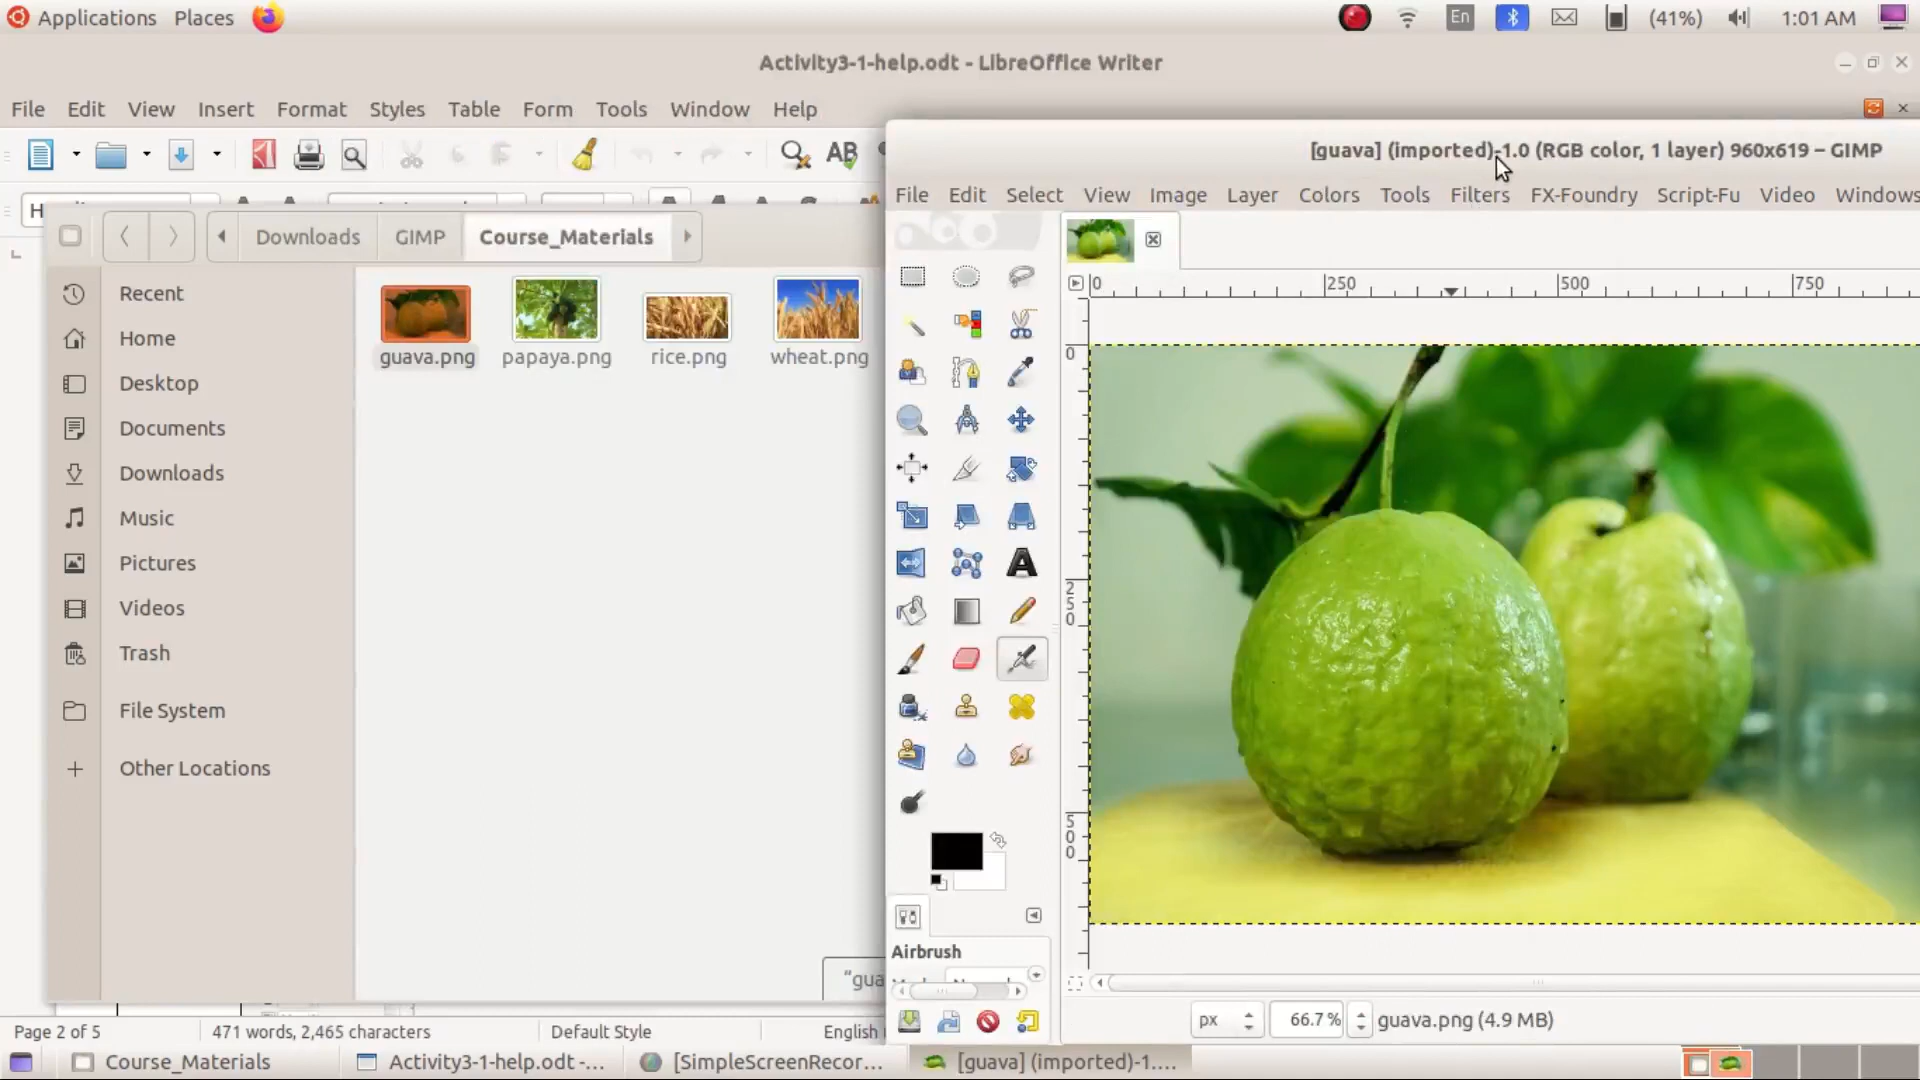 Applications Places En (41%) 1:01 AM
Activity3-1-help.odt - LibreOffice Writer
File Edit View Insert Format Styles Table Form Tools Window Help
[guava] (imported)-1.0 (RGB color, 1 layer) 960x619 – GIMP
File Edit Select View Image Layer Colors Tools Filters FX-Foundry Script-Fu Video Windows
Downloads GIMP Course_Materials
Recent
Home
Desktop
Documents
Downloads
Music
Pictures
Videos
Trash
File System
Other Locations
guava.png papaya.png rice.png wheat.png
0 250 500 750
0
250
500
Airbrush
"gua
px 66.7 % guava.png (4.9 MB)
Page 2 of 5 471 words, 2,465 characters Default Style English
Course_Materials Activity3-1-help.odt -... [SimpleScreenRecor... [guava] (imported)-1....